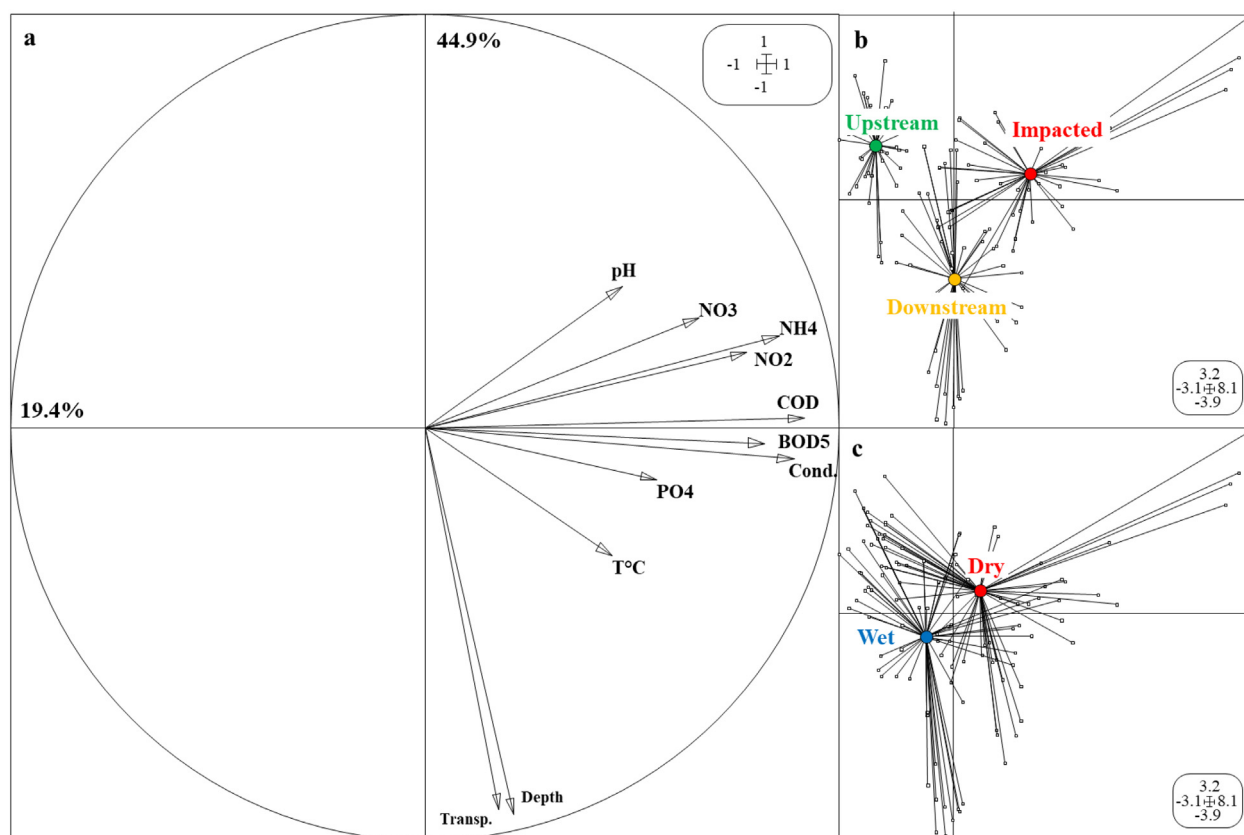 a
44.9%
1
-1 1
-1
pH
NO3
NH4
NO2
19.4%
COD
BOD5
Cond.
PO4
T°C
Depth
Transp.
b
Upstream
Impacted
Downstream
3.2
-3.1 8.1
-3.9
c
Dry
Wet
3.2
-3.1 8.1
-3.9